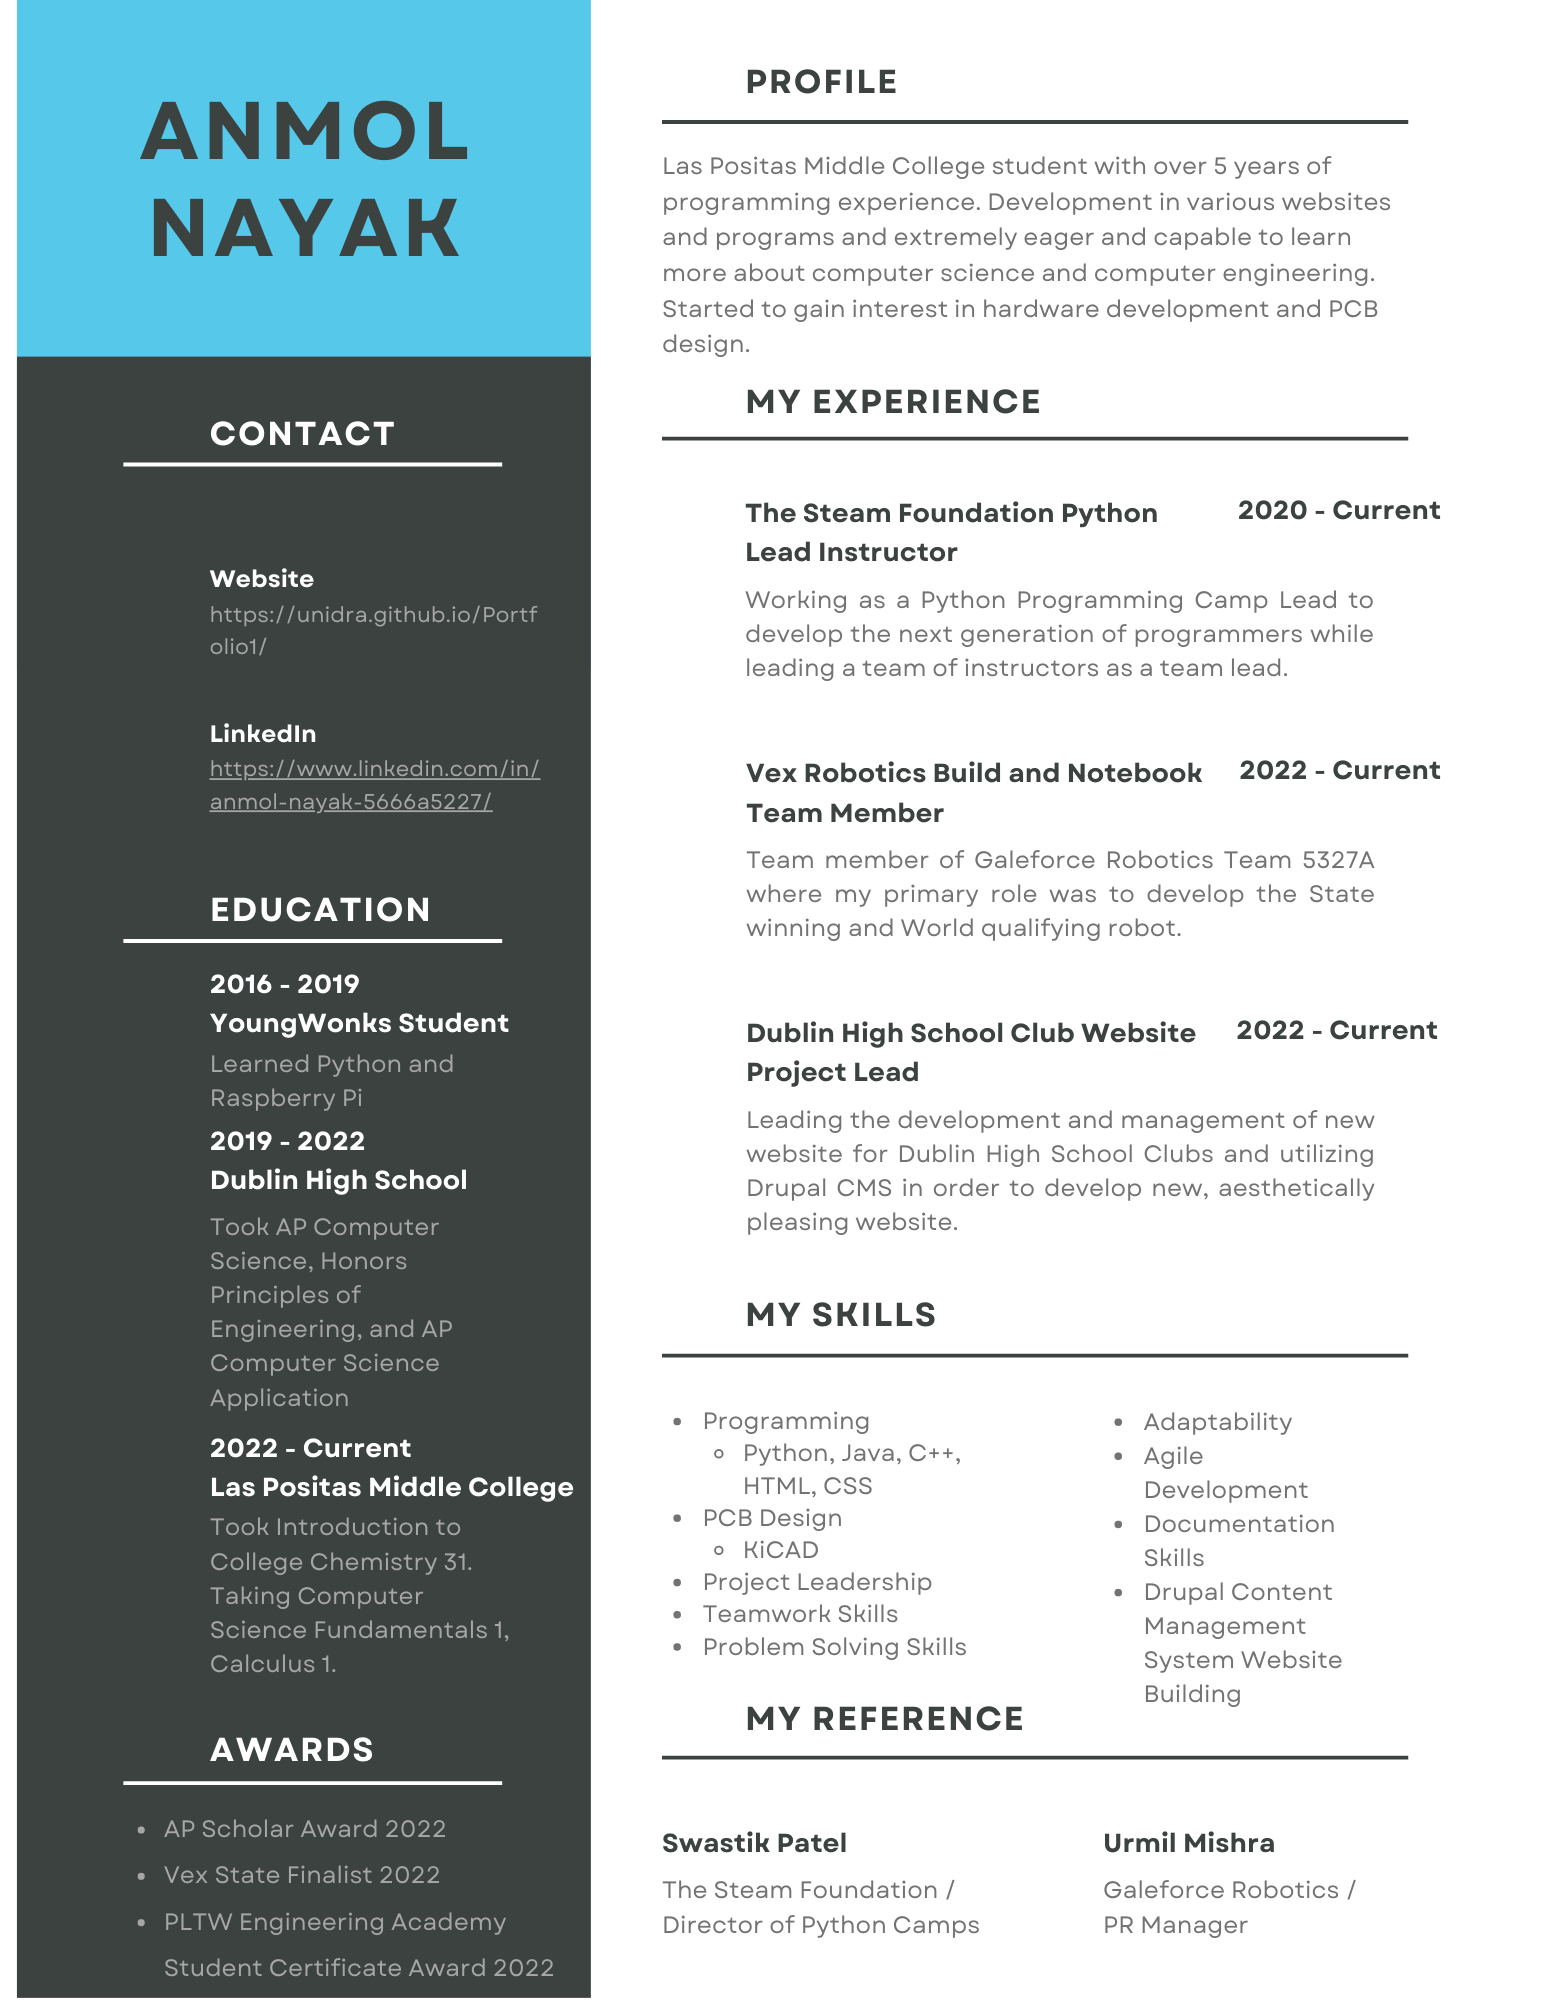 ANMOL
NAYAK
CONTACT
Website
https://unidra.github.io/Portf
olio1/
LinkedIn
https://www.linkedin.com/in/
anmol-nayak-5666a5227/
EDUCATION
2016 - 2019
YoungWonks Student
Learned Python and
Raspberry Pi
2019 - 2022
Dublin High School
Took AP Computer
Science, Honors
Principles of
Engineering, and AP
Computer Science
Application
2022 - Current
Las Positas Middle College
Took Introduction to
College Chemistry 31.
Taking Computer
Science Fundamentals 1,
Calculus 1.
AWARDS
• AP Scholar Award 2022
• Vex State Finalist 2022
• PLTW Engineering Academy
Student Certificate Award 2022
PROFILE
Las Positas Middle College student with over 5 years of
programming experience. Development in various websites
and programs and extremely eager and capable to learn
more about computer science and computer engineering.
Started to gain interest in hardware development and PCB
design.
MY EXPERIENCE
The Steam Foundation Python 2020 - Current
Lead Instructor
Working as a Python Programming Camp Lead to
develop the next generation of programmers while
leading a team of instructors as a team lead.
Vex Robotics Build and Notebook 2022 - Current
Team Member
Team member of Galeforce Robotics Team 5327A
where my primary role was to develop the State
winning and World qualifying robot.
Dublin High School Club Website 2022 - Current
Project Lead
Leading the development and management of new
website for Dublin High School Clubs and utilizing
Drupal CMS in order to develop new, aesthetically
pleasing website.
MY SKILLS
• Programming
◦ Python, Java, C++,
HTML, CSS
• PCB Design
◦ KiCAD
• Project Leadership
• Teamwork Skills
• Problem Solving Skills
• Adaptability
• Agile
Development
• Documentation
Skills
• Drupal Content
Management
System Website
Building
MY REFERENCE
Swastik Patel
The Steam Foundation /
Director of Python Camps
Urmil Mishra
Galeforce Robotics /
PR Manager